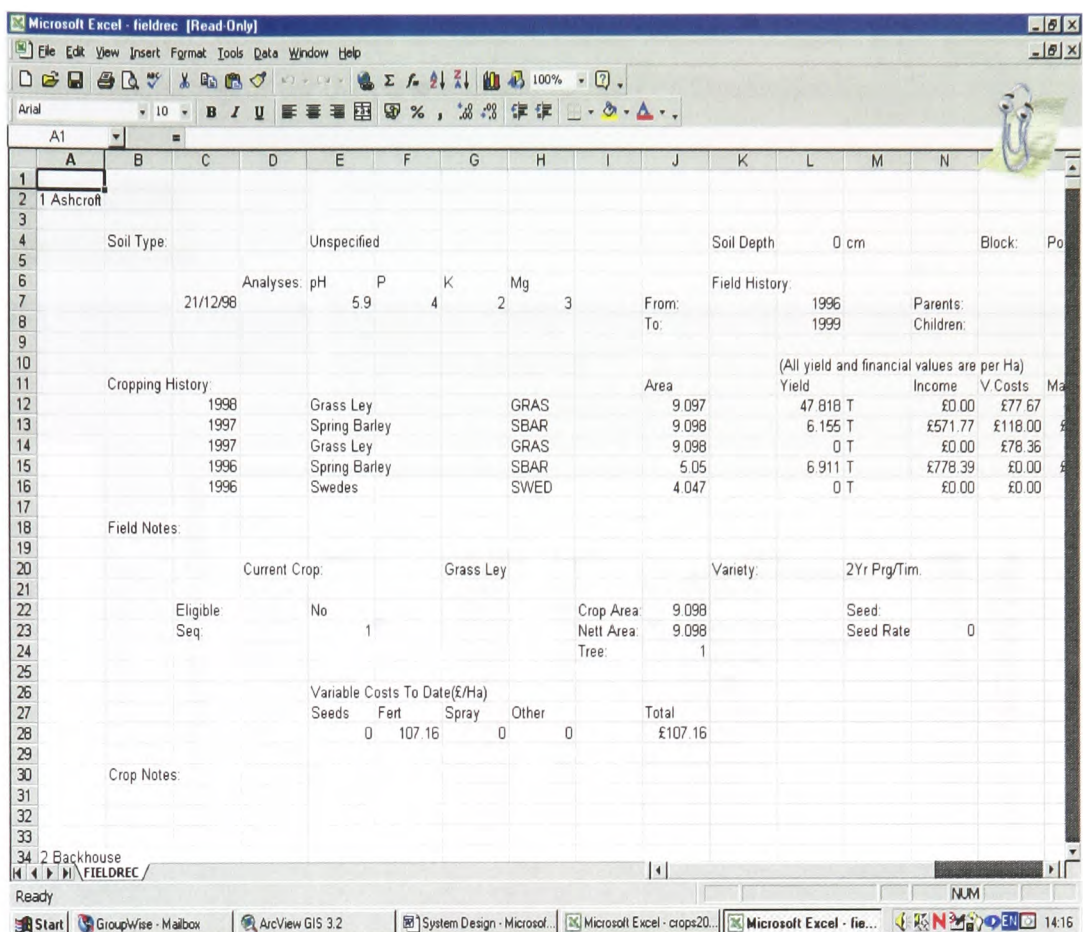 Microsoft Excel - fieldrec [Read-Only]
File Edit View Insert Format Tools Data Window Help
100%
Arial 10 B I U % ,
A1 =
A B C D E F G H I J K L M N
1
2 1 Ashcroft
3
4 Soil Type: Unspecified Soil Depth 0 cm Block: Po
5
6 Analyses: pH P K Mg Field History:
7 21/12/98 5.9 4 2 3 From: 1996 Parents:
8 To: 1999 Children:
9
10 (All yield and financial values are per Ha)
11 Cropping History: Area Yield Income V.Costs Ma
12 1998 Grass Ley GRAS 9.097 47.818 T £0.00 £77.67
13 1997 Spring Barley SBAR 9.098 6.155 T £571.77 £118.00 £
14 1997 Grass Ley GRAS 9.098 0 T £0.00 £78.36
15 1996 Spring Barley SBAR 5.05 6.911 T £778.39 £0.00 £
16 1996 Swedes SWED 4.047 0 T £0.00 £0.00
17
18 Field Notes:
19
20 Current Crop: Grass Ley Variety: 2Yr Prg/Tim.
21
22 Eligible: No Crop Area: 9.098 Seed:
23 Seq: 1 Nett Area: 9.098 Seed Rate 0
24 Tree: 1
25
26 Variable Costs To Date(£/Ha)
27 Seeds Fert Spray Other Total
28 0 107.16 0 0 £107.16
29
30 Crop Notes:
31
32
33
34 2 Backhouse
FIELDREC
Ready NUM
Start GroupWise - Mailbox ArcView GIS 3.2 System Design - Microsof... Microsoft Excel - crops20... Microsoft Excel - fie... N EN 14:16